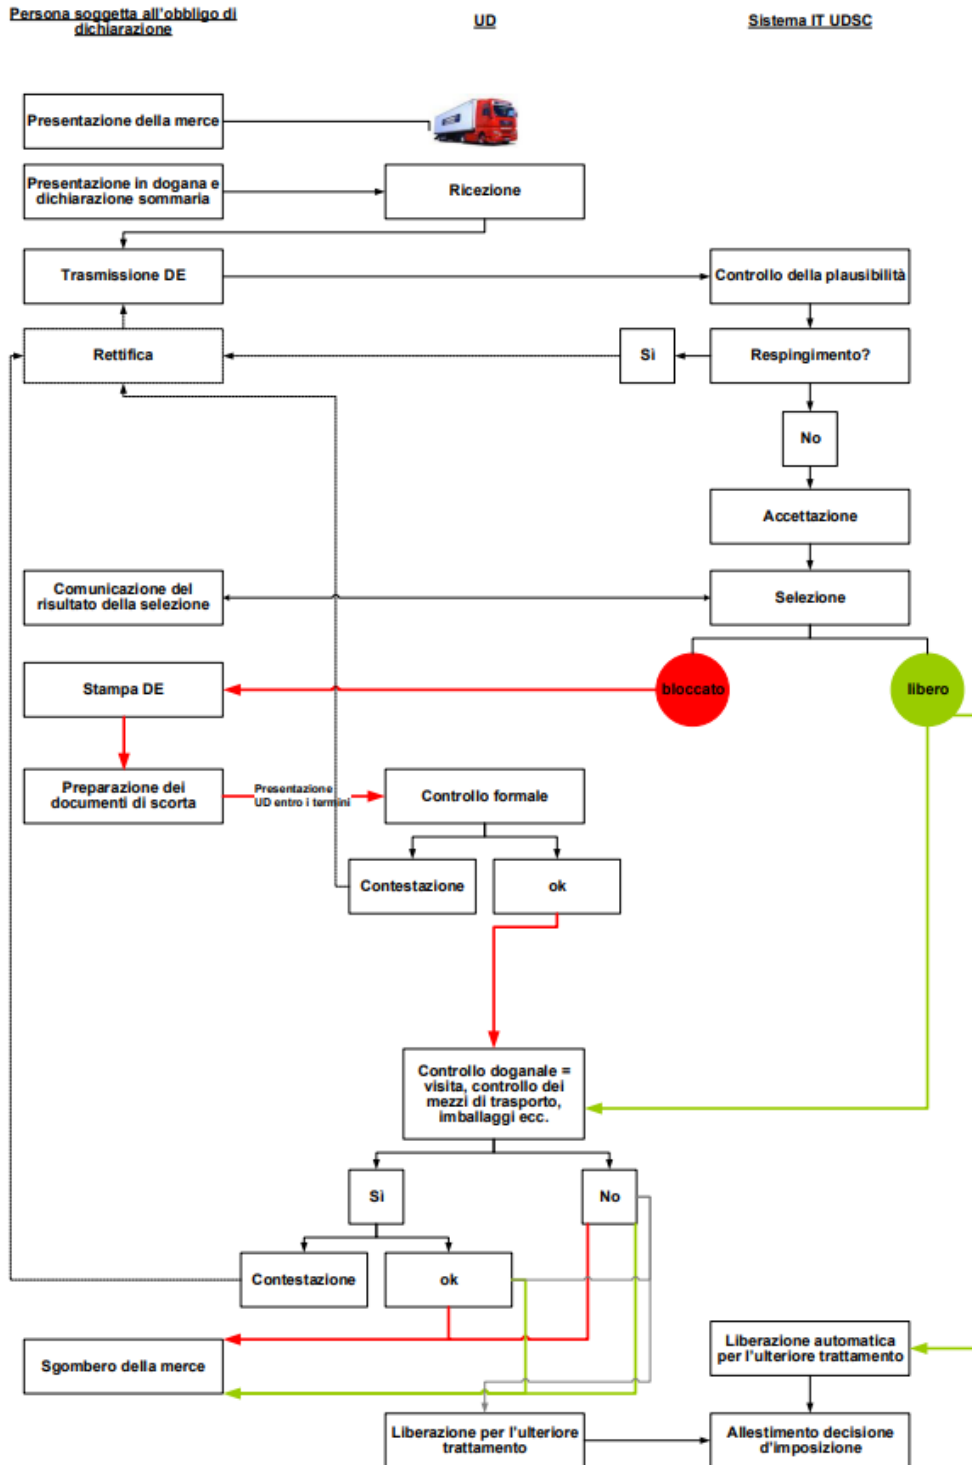 Persona soggetta all'obbligo di
dichiarazione
UD
Sistema IT UDSC
Presentazione della merce
Presentazione in dogana e
dichiarazione sommaria
Ricezione
Trasmissione DE
Controllo della plausibilità
Rettifica
Sì
Respingimento?
No
Accettazione
Comunicazione del
risultato della selezione
Selezione
Stampa DE
bloccato
libero
Preparazione dei
documenti di scorta
Presentazione
UD entro i termini
Controllo formale
Contestazione
ok
Controllo doganale =
visita, controllo dei
mezzi di trasporto,
imballaggi ecc.
Sì
No
Contestazione
ok
Sgombero della merce
Liberazione automatica
per l'ulteriore trattamento
Liberazione per l'ulteriore
trattamento
Allestimento decisione
d'imposizione